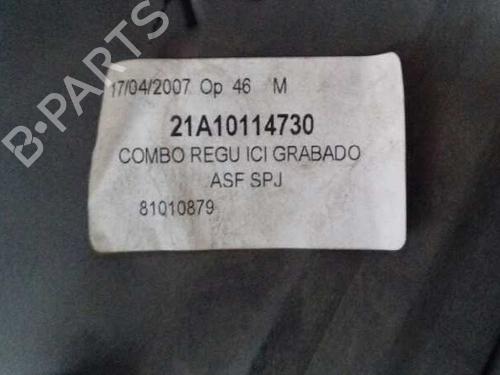 B-PARTS
17/04/2007 Op 46 M
21A10114730
COMBO REGU ICI GRABADO
ASF SPJ
81010879